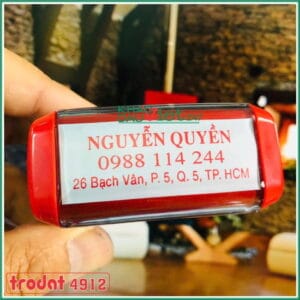 NGUYỄN QUYỀN
0988 114 244
26 Bạch Vân, P. 5, Q. 5, TP. HCM
trodat 4912